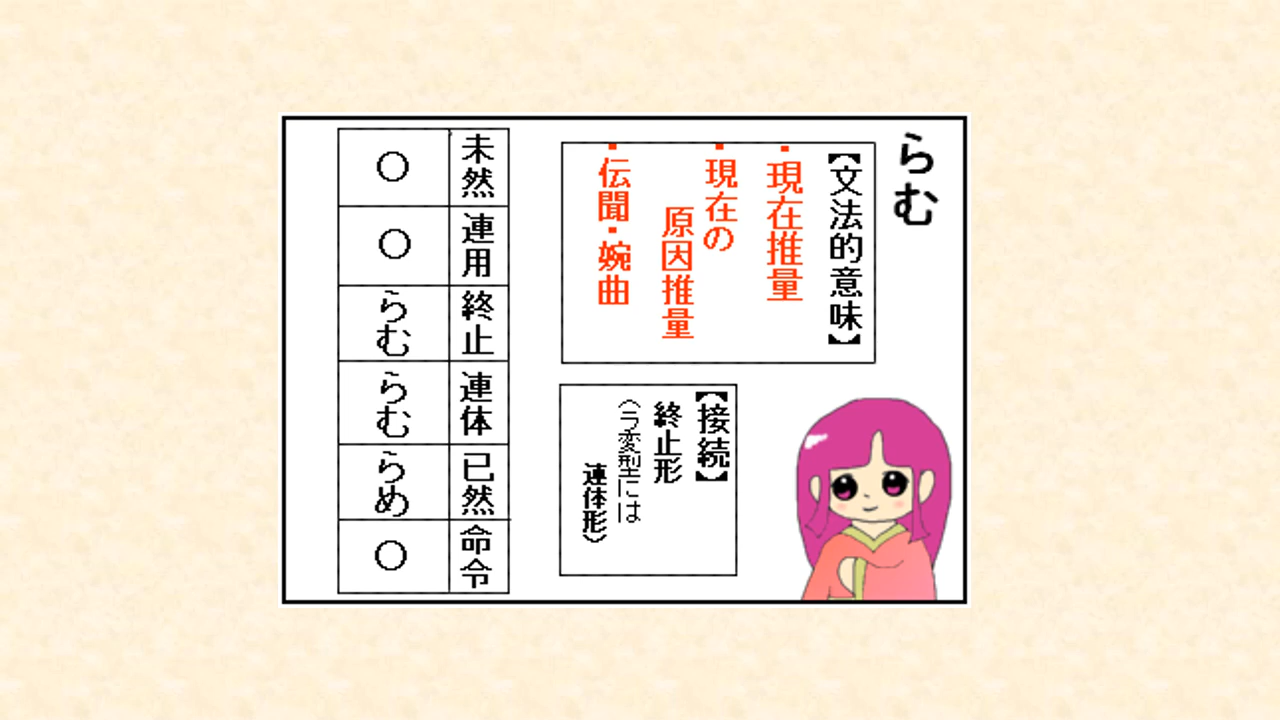 らむ
【文法的意味】
・現在推量
・現在の
原因推量
・伝聞・婉曲
【接続】
終止形
（ラ変型には
連体形）
未然 ○
連用 ○
終止 らむ
連体 らむ
已然 らめ
命令 ○